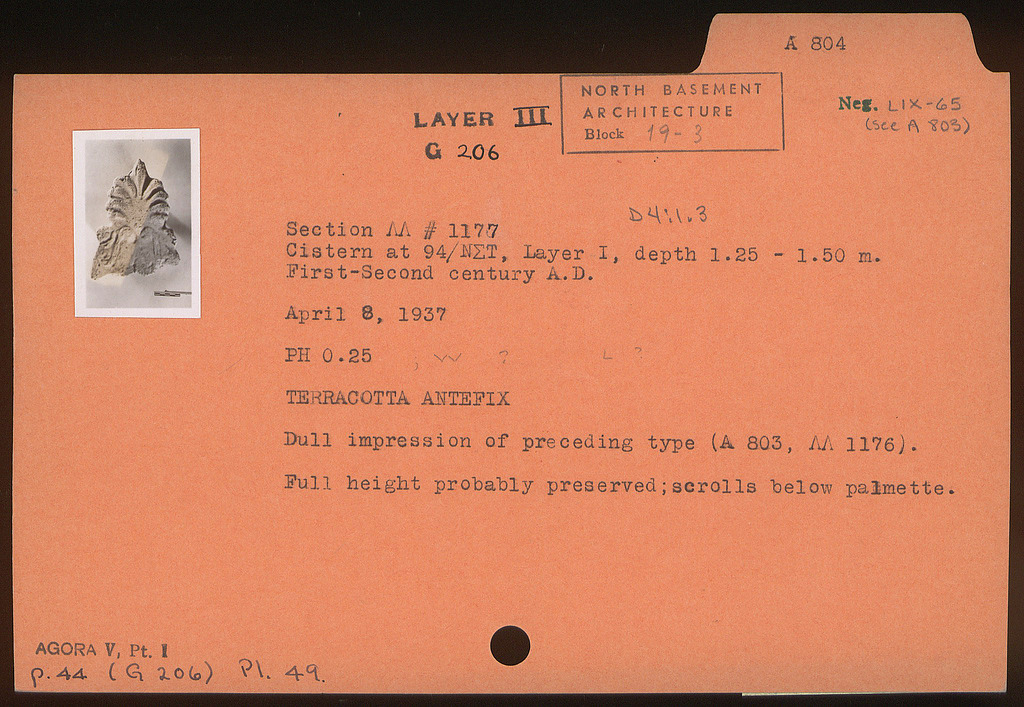 A 804
NORTH BASEMENT
ARCHITECTURE
Block 19-3
Neg. LIX-65
(see A 803)
LAYER III
G 206
D4:1.3
Section ΛΛ # 1177
Cistern at 94/ΝΣΤ, Layer I, depth 1.25 - 1.50 m.
First-Second century A.D.
April 8, 1937
PH 0.25 , W ? L ?
TERRACOTTA ANTEFIX
Dull impression of preceding type (A 803, ΛΛ 1176).
Full height probably preserved;scrolls below palmette.
AGORA V, Pt. I
p. 44 (G 206) Pl. 49.